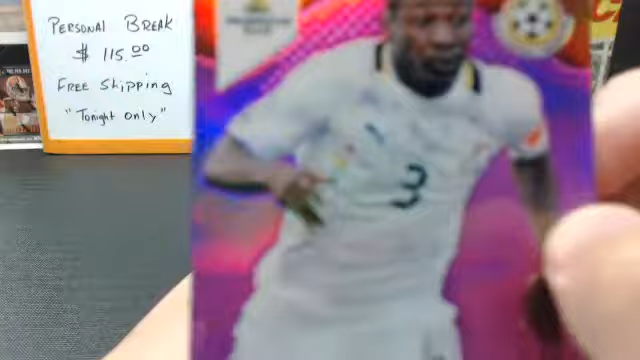 PERSONAL BREAK
$ 115.00
FREE Shipping
"Tonight only"
3